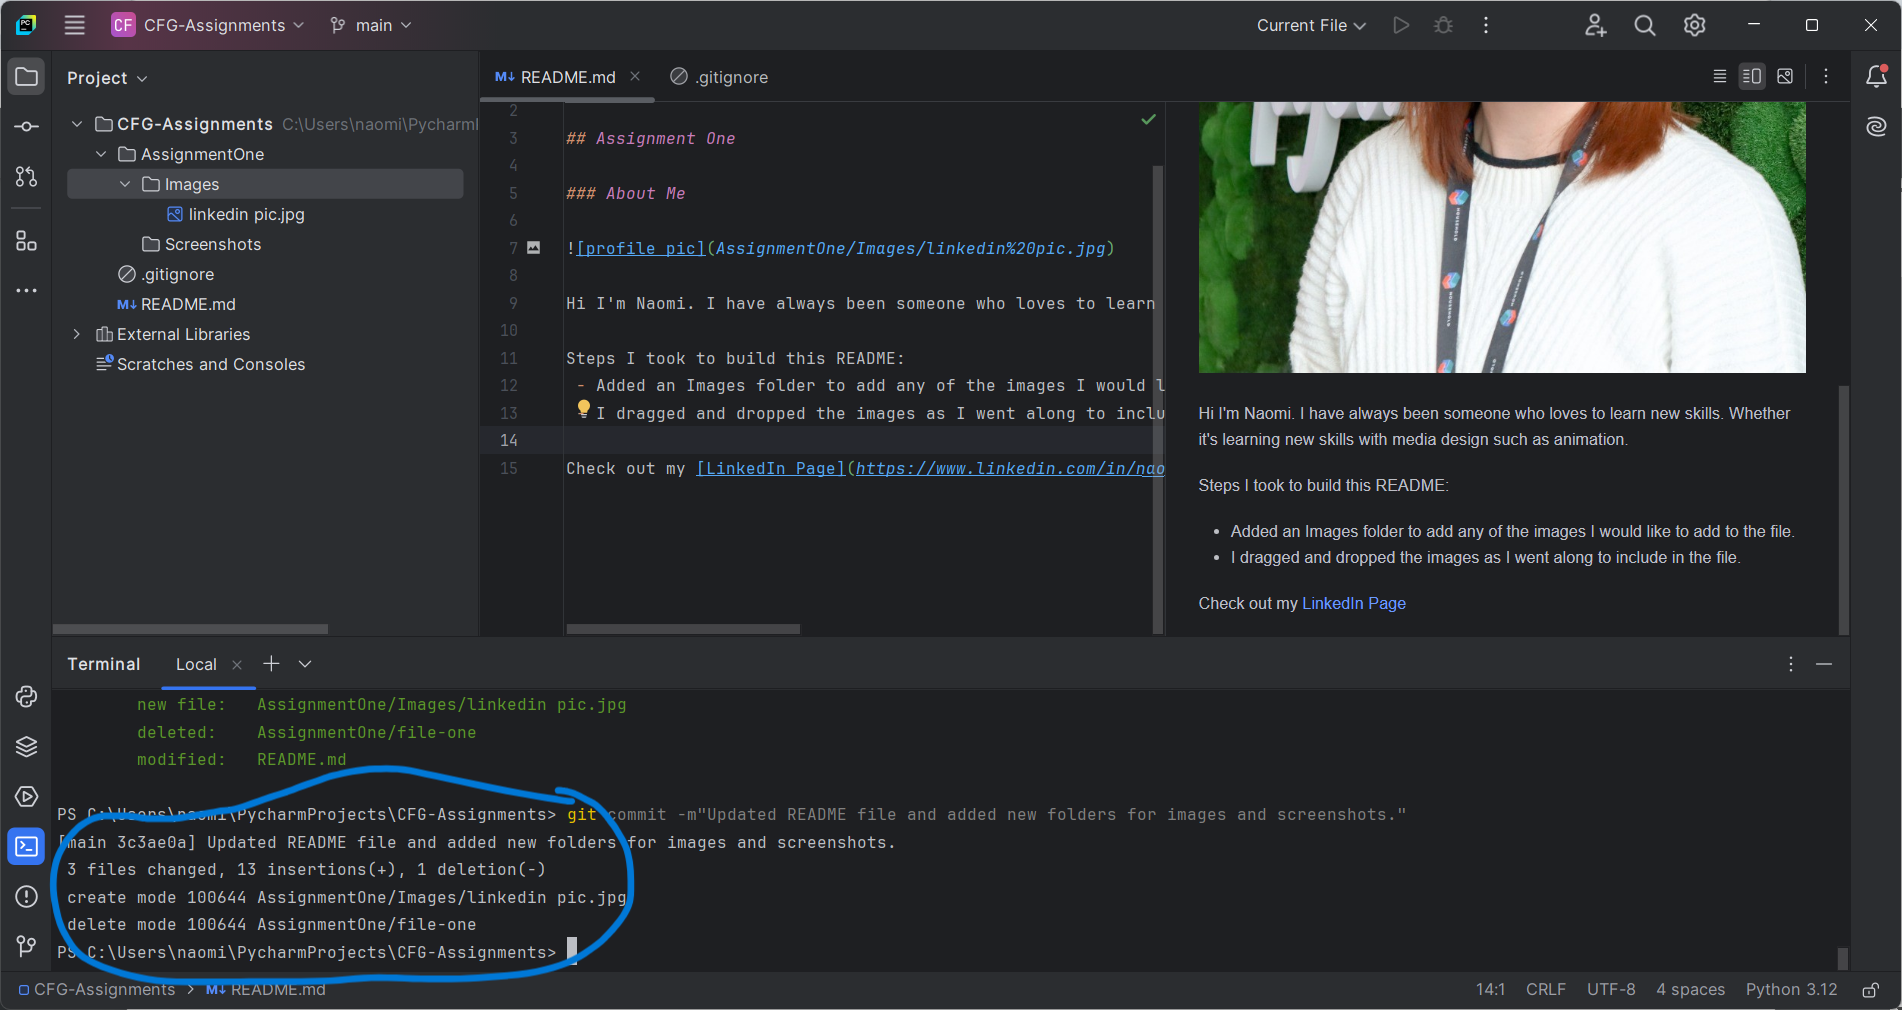 CF CFG-Assignments main Current File
Project
CFG-Assignments C:\Users\naomi\Pycharm
AssignmentOne
Images
linkedin pic.jpg
Screenshots
.gitignore
M↓ README.md
External Libraries
Scratches and Consoles
M↓ README.md .gitignore
2
3 ## Assignment One
4
5 ### About Me
6
7 ![profile pic](AssignmentOne/Images/linkedin%20pic.jpg)
8
9 Hi I'm Naomi. I have always been someone who loves to learn
10
11 Steps I took to build this README:
12 - Added an Images folder to add any of the images I would l
13 I dragged and dropped the images as I went along to inclu
14
15 Check out my [LinkedIn Page](https://www.linkedin.com/in/nao
Hi I'm Naomi. I have always been someone who loves to learn new skills. Whether
it's learning new skills with media design such as animation.
Steps I took to build this README:
• Added an Images folder to add any of the images I would like to add to the file.
• I dragged and dropped the images as I went along to include in the file.
Check out my LinkedIn Page
Terminal Local
new file: AssignmentOne/Images/linkedin pic.jpg
deleted: AssignmentOne/file-one
modified: README.md
PS C:\Users\naomi\PycharmProjects\CFG-Assignments> git commit -m"Updated README file and added new folders for images and screenshots."
[main 3c3ae0a] Updated README file and added new folders for images and screenshots.
3 files changed, 13 insertions(+), 1 deletion(-)
create mode 100644 AssignmentOne/Images/linkedin pic.jpg
delete mode 100644 AssignmentOne/file-one
PS C:\Users\naomi\PycharmProjects\CFG-Assignments>
CFG-Assignments > M↓ README.md 14:1 CRLF UTF-8 4 spaces Python 3.12